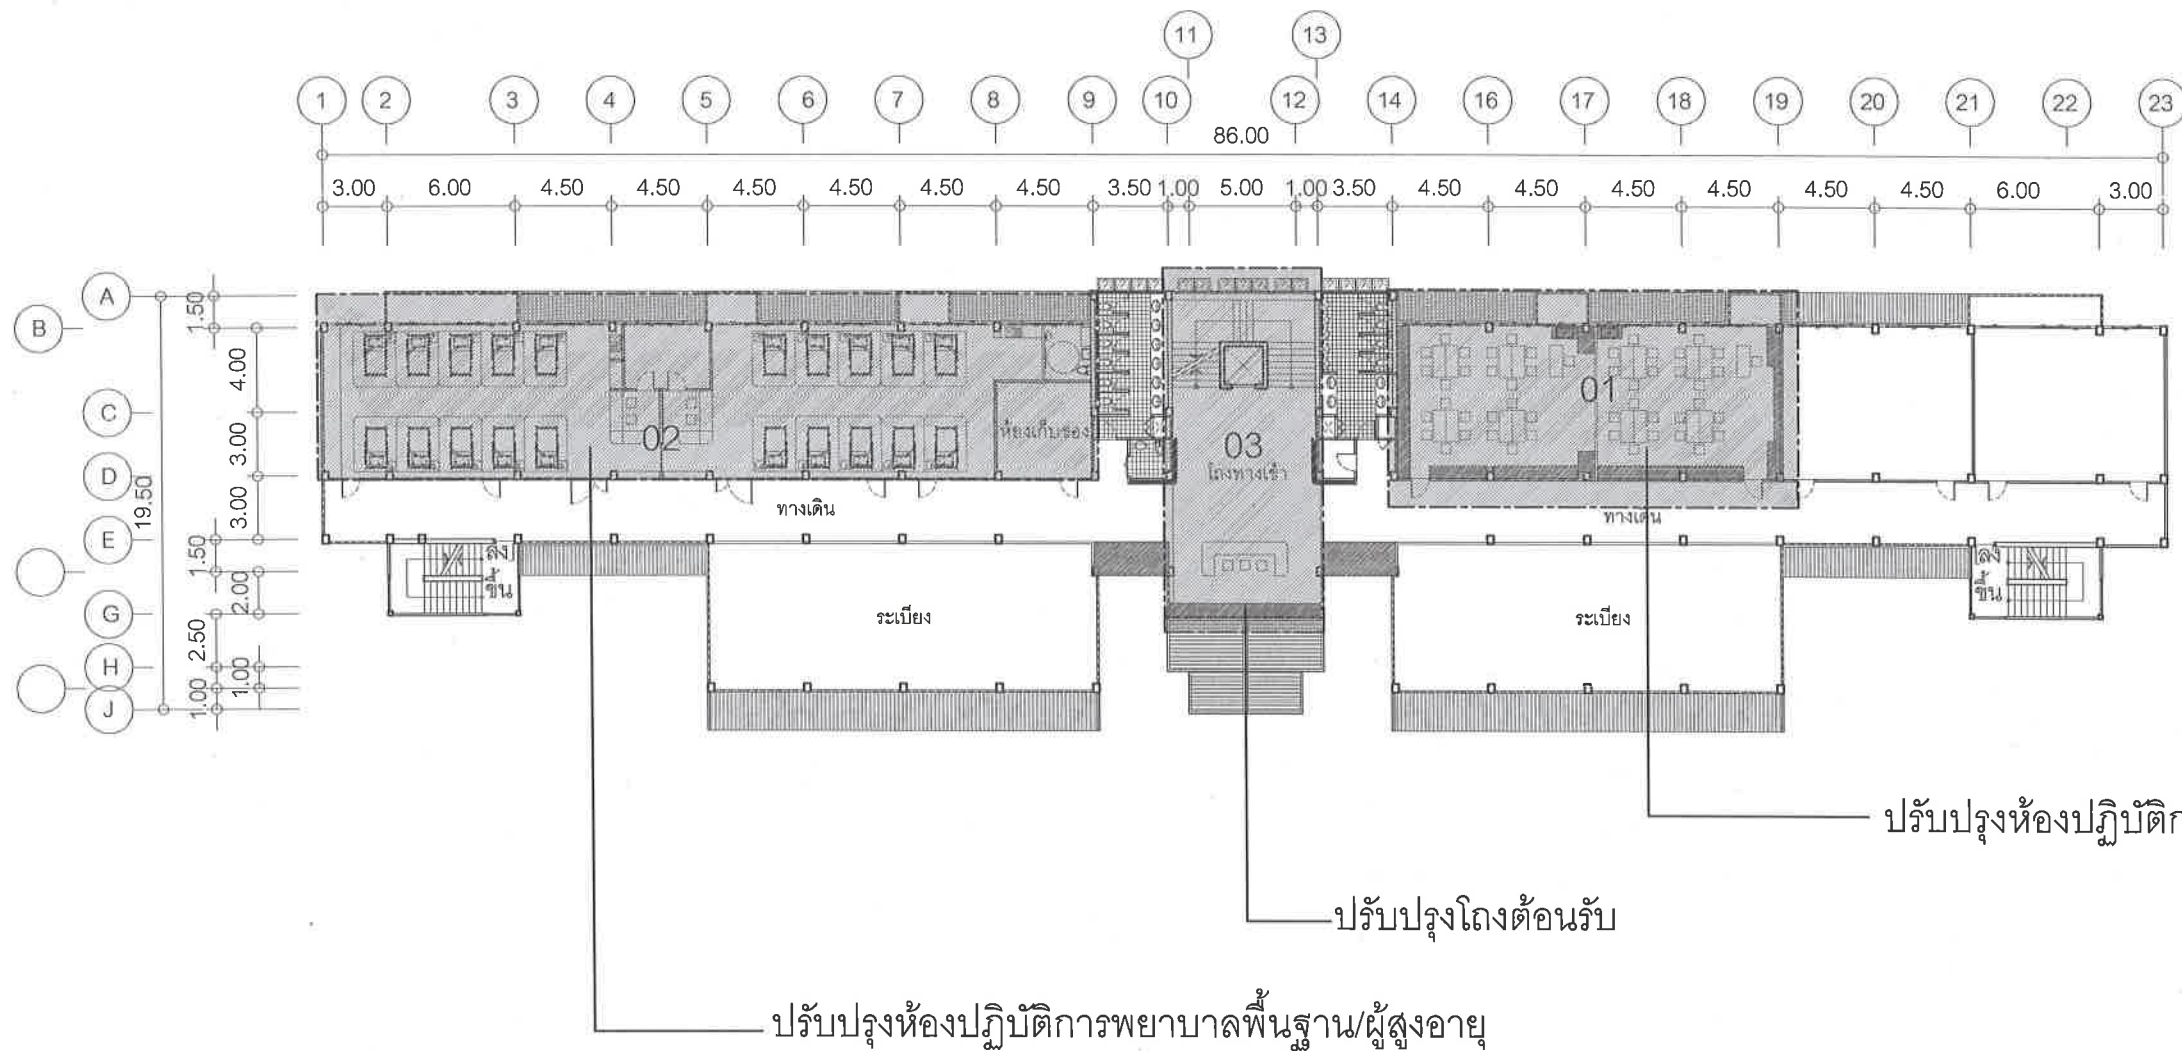 11 13
1 2 3 4 5 6 7 8 9 10 12 14 16 17 18 19 20 21 22 23
86.00
3.00 6.00 4.50 4.50 4.50 4.50 4.50 4.50 3.50 1.00 5.00 1.00 3.50 4.50 4.50 4.50 4.50 4.50 4.50 6.00 3.00
A
B
C
D
E
G
H
J
1.50
4.00
3.00
3.00
19.50
1.50
2.00
2.50
1.00
1.00
02
ห้องเก็บของ
03
โถงทางเข้า
01
ทางเดิน
ทางเดิน
ขึ้น
ขึ้น
ระเบียง
ระเบียง
ปรับปรุงห้องปฏิบัติก
ปรับปรุงโถงต้อนรับ
ปรับปรุงห้องปฏิบัติการพยาบาลพื้นฐาน/ผู้สูงอายุ